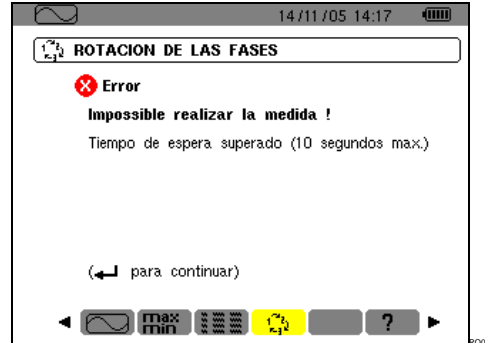 14/11/05 14:17
ROTACION DE LAS FASES
Error
Impossible realizar la medida !
Tiempo de espera superado (10 segundos max.)
(↵ para continuar)
max
min
?